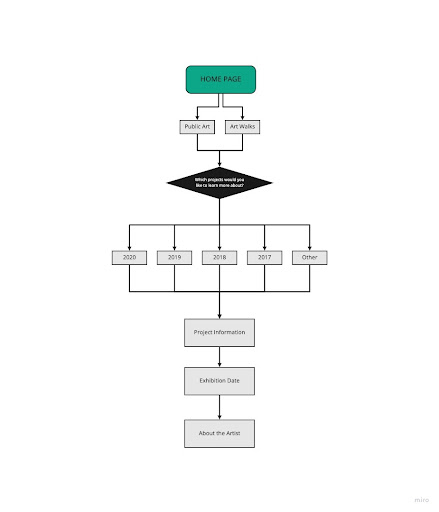 HOME PAGE
Public Art
Art Walks
Which projects would you
like to learn more about?
2020
2019
2018
2017
Other
Project Information
Exhibition Date
About the Artist
miro